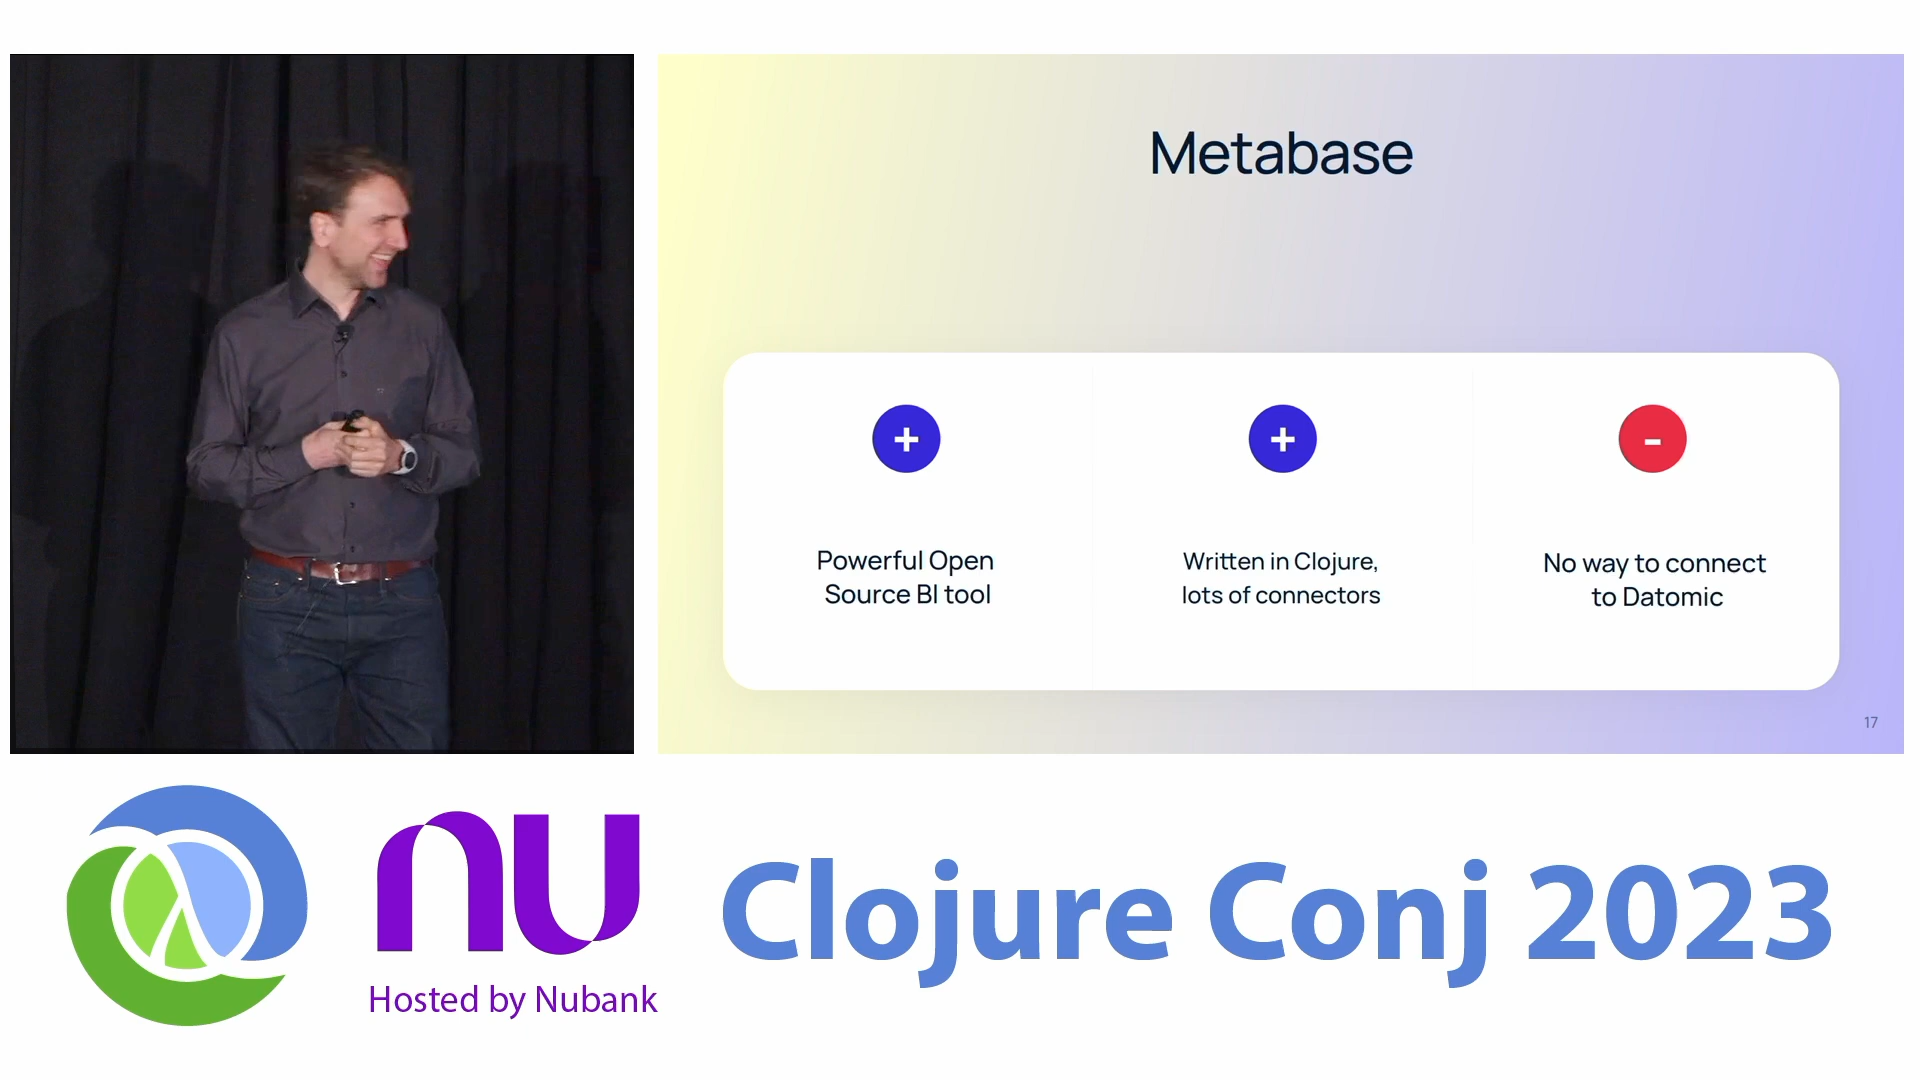 Metabase
+
+
-
Powerful Open
Source BI tool
Written in Clojure,
lots of connectors
No way to connect
to Datomic
17
nu
Hosted by Nubank
Clojure Conj 2023